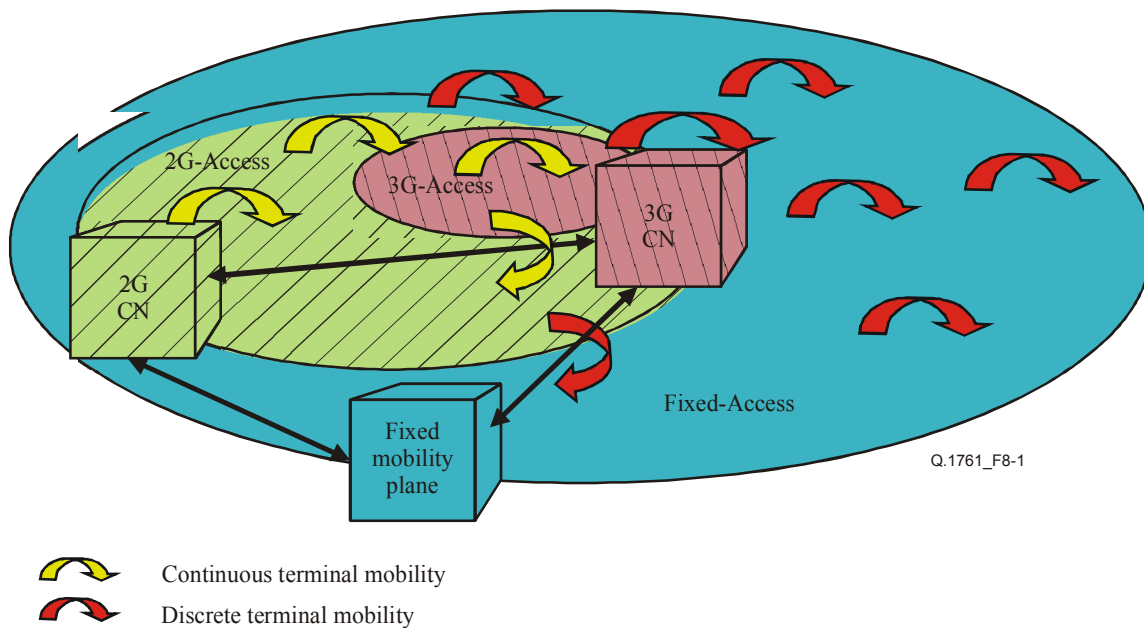 2G-Access
3G-Access
3G
CN
2G
CN
Fixed-Access
Fixed
mobility
plane
Q.1761_F8-1
Continuous terminal mobility
Discrete terminal mobility